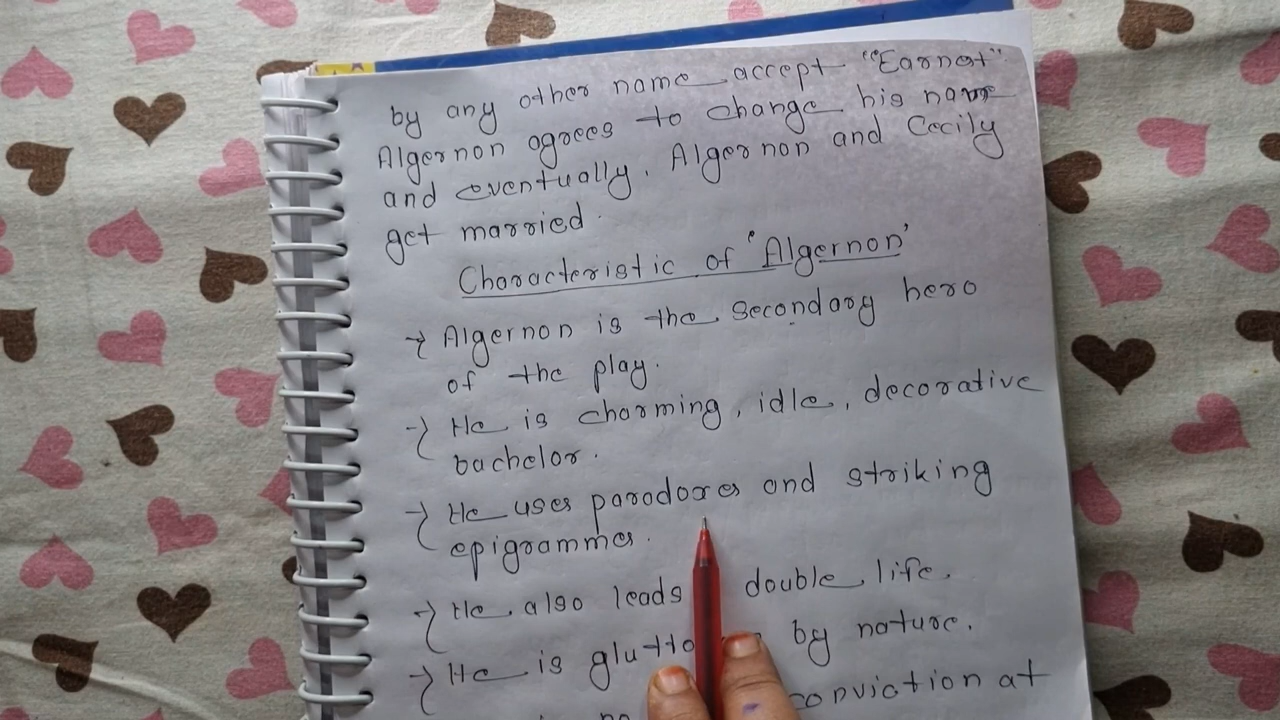 by any other name accept "Earnest".
Algernon agrees to change his name
and eventually. Algernon and Cecily
get married.
Characteristic of 'Algernon'
→ Algernon is the secondary hero
of the play.
→ He is charming, idle, decorative
bachelor.
→ He uses paradoxes and striking
epigrammes.
→ He also leads double life.
→ He is by nature.
conviction at